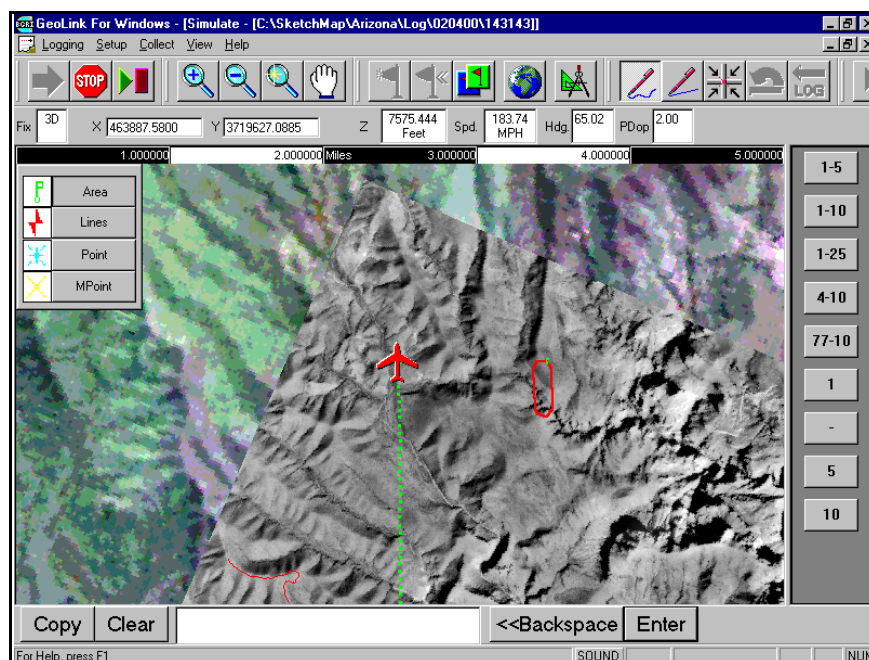 GeoLink For Windows - [Simulate - [C:\SketchMap\Arizona\Log\020400\143143]]
Logging Setup Collect View Help
STOP
LOG
Fix 3D X 463887.5800 Y 3719627.0885 Z 7575.444 Feet Spd. 183.74 MPH Hdg. 65.02 PDop 2.00
1.000000 2.000000 Miles 3.000000 4.000000 5.000000
Area
Lines
Point
MPoint
1-5
1-10
1-25
4-10
77-10
1
-
5
10
Copy Clear <<Backspace Enter
For Help, press F1 SOUND NUM